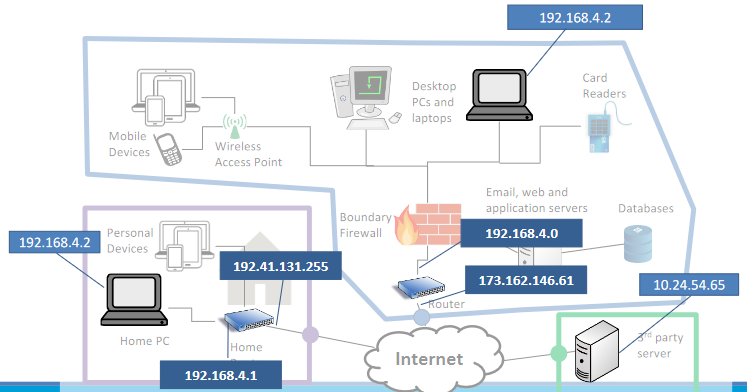 192.168.4.2
Card
Readers
Desktop
PCs and
laptops
Mobile
Devices
Wireless
Access Point
Boundary
Firewall
Email, web and
application servers
Databases
192.168.4.0
173.162.146.61
Router
Personal
Devices
192.168.4.2
192.41.131.255
Home PC
Home
192.168.4.1
Internet
10.24.54.65
3rd party
server